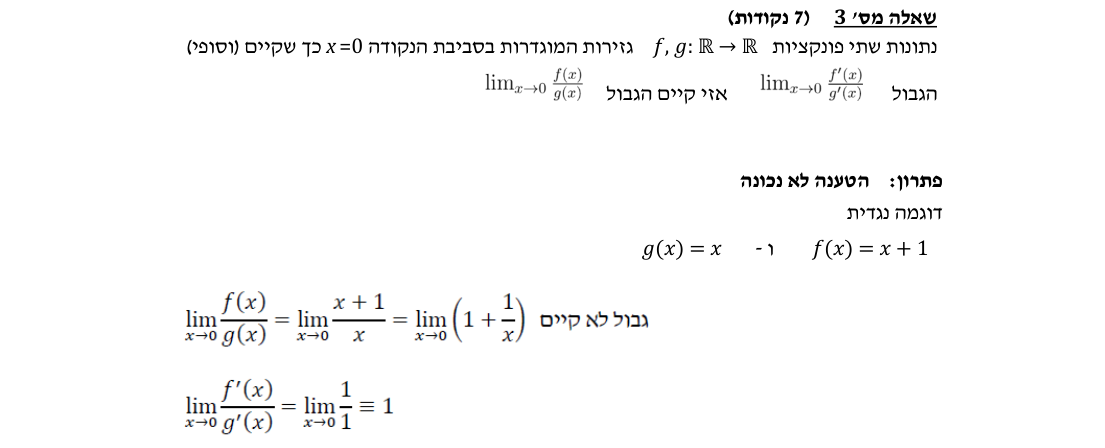 שאלה מס׳ 3 (7 נקודות)
נתונות שתי פונקציות f, g: ℝ → ℝ גזירות המוגדרות בסביבת הנקודה x=0 כך שקיים (וסופי)
הגבול lim_{x→0} f′(x)/g′(x) אזי קיים הגבול lim_{x→0} f(x)/g(x)
פתרון: הטענה לא נכונה
דוגמה נגדית
f(x) = x + 1 ו- g(x) = x
lim_{x→0} f(x)/g(x) = lim_{x→0} (x + 1)/x = lim_{x→0} (1 + 1/x) גבול לא קיים
lim_{x→0} f′(x)/g′(x) = lim_{x→0} 1/1 ≡ 1